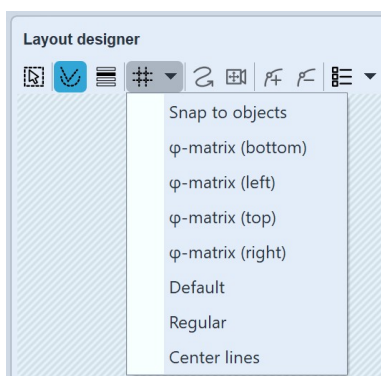 Layout designer
Snap to objects
φ-matrix (bottom)
φ-matrix (left)
φ-matrix (top)
φ-matrix (right)
Default
Regular
Center lines